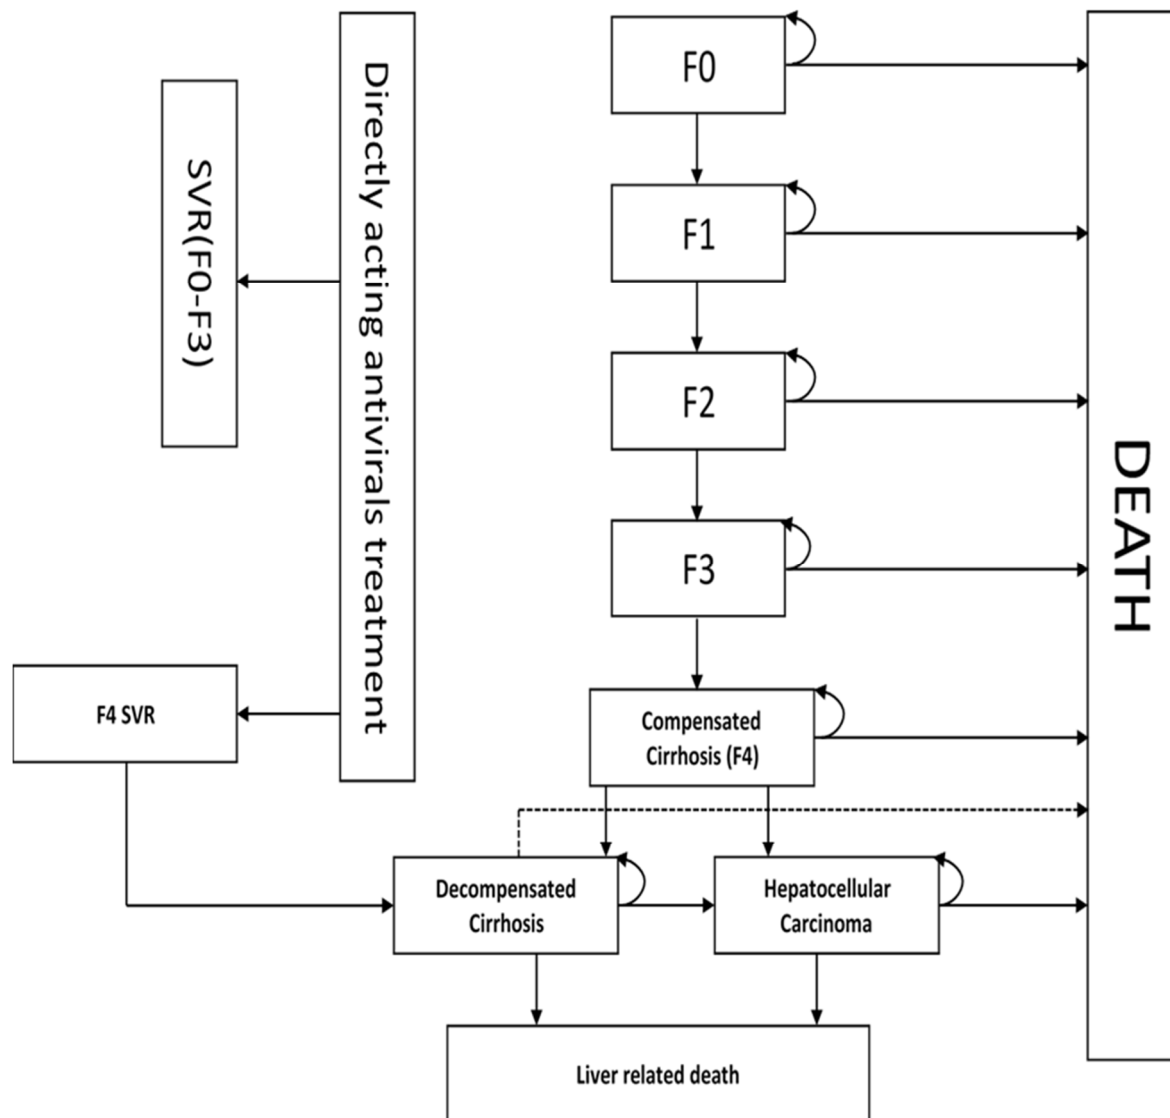 F0
Directly acting antivirals treatment
SVR(F0-F3)
F1
F2
DEATH
F3
F4 SVR
Compensated
Cirrhosis (F4)
Decompensated
Cirrhosis
Hepatocellular
Carcinoma
Liver related death